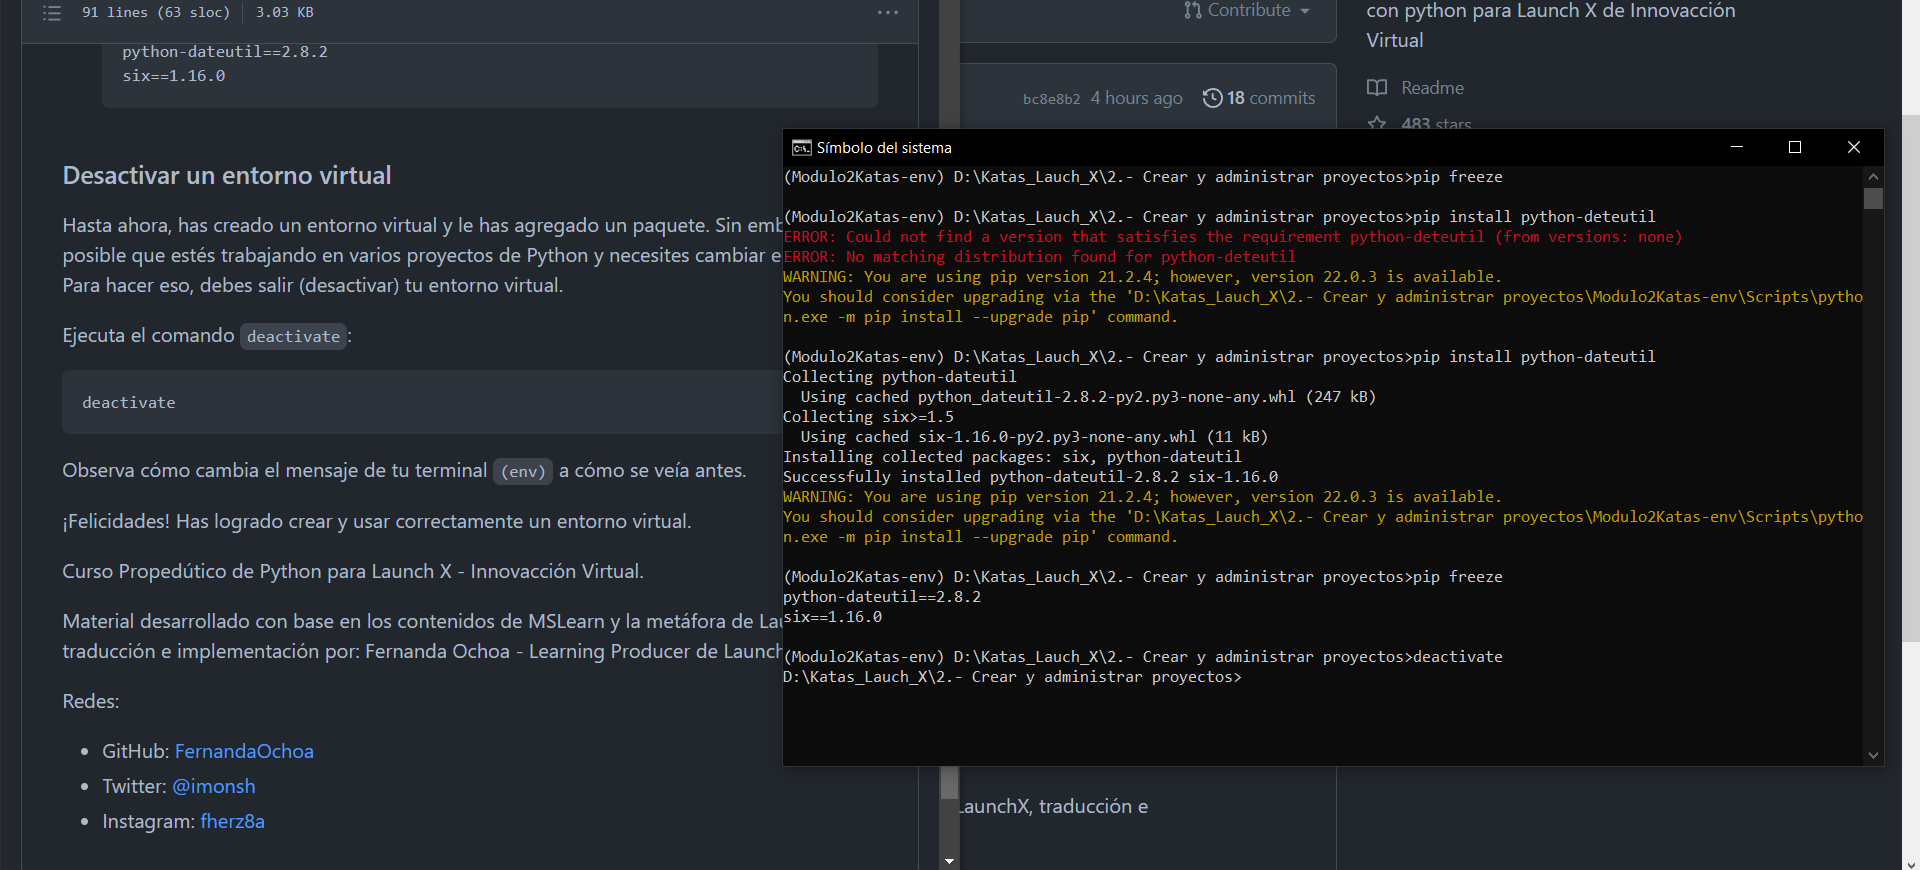 91 lines (63 sloc) 3.03 KB
python-dateutil==2.8.2
six==1.16.0
Desactivar un entorno virtual
Hasta ahora, has creado un entorno virtual y le has agregado un paquete. Sin
posible que estés trabajando en varios proyectos de Python y necesites cambiar
Para hacer eso, debes salir (desactivar) tu entorno virtual.
Ejecuta el comando deactivate:
deactivate
Observa cómo cambia el mensaje de tu terminal (env) a cómo se veía antes.
¡Felicidades! Has logrado crear y usar correctamente un entorno virtual.
Curso Propedútico de Python para Launch X - Innovacción Virtual.
Material desarrollado con base en los contenidos de MSLearn y la metáfora de
traducción e implementación por: Fernanda Ochoa - Learning Producer de Launch
Redes:
GitHub: FernandaOchoa
Twitter: @imonsh
Instagram: fherz8a
Contribute
bc8e8b2 4 hours ago 18 commits
con python para Launch X de Innovacción
Virtual
Readme
483 stars
Símbolo del sistema
(Modulo2Katas-env) D:\Katas_Lauch_X\2.- Crear y administrar proyectos>pip freeze
(Modulo2Katas-env) D:\Katas_Lauch_X\2.- Crear y administrar proyectos>pip install python-deteutil
ERROR: Could not find a version that satisfies the requirement python-deteutil (from versions: none)
ERROR: No matching distribution found for python-deteutil
WARNING: You are using pip version 21.2.4; however, version 22.0.3 is available.
You should consider upgrading via the 'D:\Katas_Lauch_X\2.- Crear y administrar proyectos\Modulo2Katas-env\Scripts\pytho
n.exe -m pip install --upgrade pip' command.
(Modulo2Katas-env) D:\Katas_Lauch_X\2.- Crear y administrar proyectos>pip install python-dateutil
Collecting python-dateutil
Using cached python_dateutil-2.8.2-py2.py3-none-any.whl (247 kB)
Collecting six>=1.5
Using cached six-1.16.0-py2.py3-none-any.whl (11 kB)
Installing collected packages: six, python-dateutil
Successfully installed python-dateutil-2.8.2 six-1.16.0
WARNING: You are using pip version 21.2.4; however, version 22.0.3 is available.
You should consider upgrading via the 'D:\Katas_Lauch_X\2.- Crear y administrar proyectos\Modulo2Katas-env\Scripts\pytho
n.exe -m pip install --upgrade pip' command.
(Modulo2Katas-env) D:\Katas_Lauch_X\2.- Crear y administrar proyectos>pip freeze
python-dateutil==2.8.2
six==1.16.0
(Modulo2Katas-env) D:\Katas_Lauch_X\2.- Crear y administrar proyectos>deactivate
D:\Katas_Lauch_X\2.- Crear y administrar proyectos>
LaunchX, traducción e